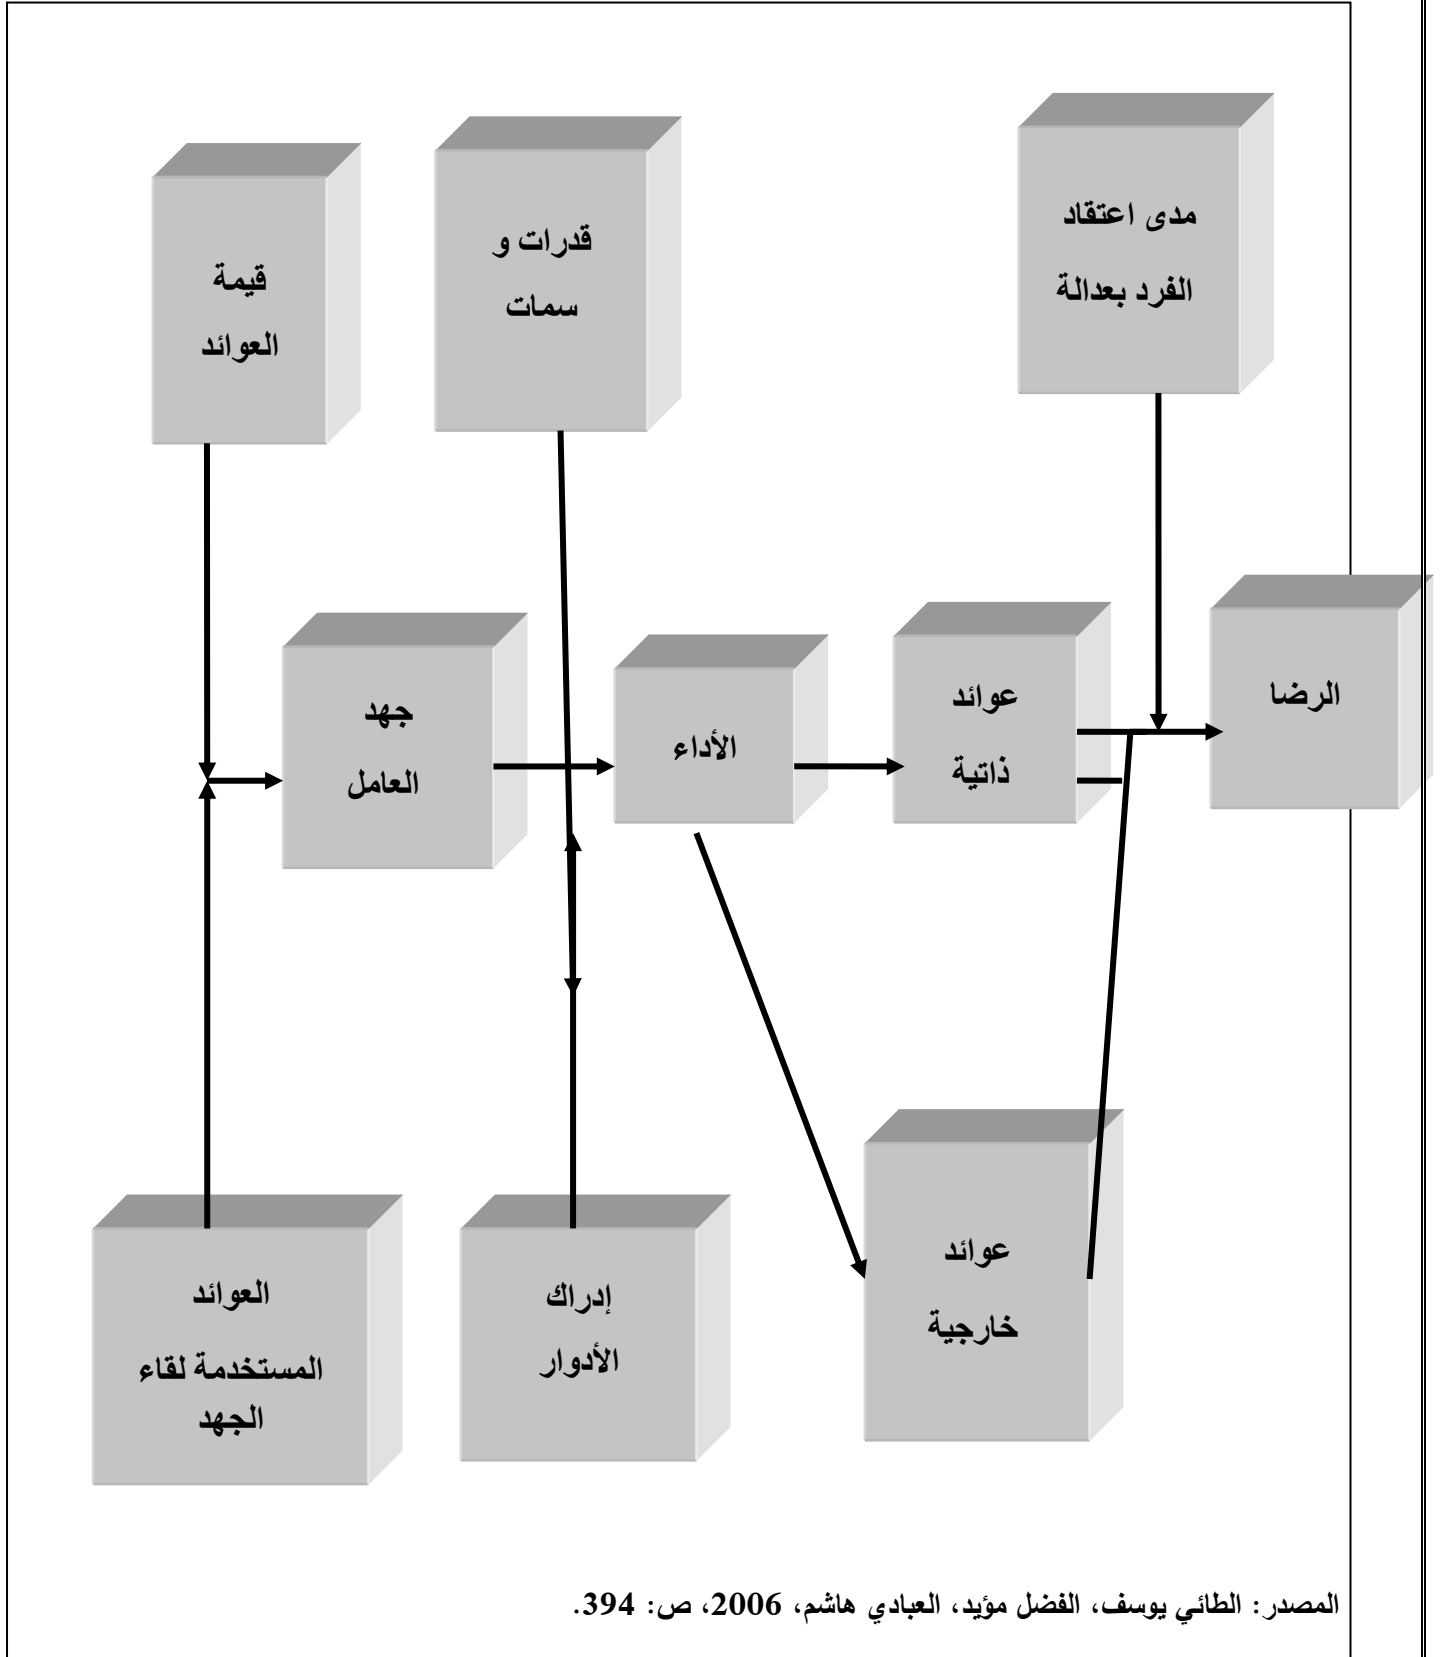 مدى اعتقاد
الفرد بعدالة
قدرات و
سمات
قيمة
العوائد
الرضا
عوائد
ذاتية
الأداء
جهد
العامل
عوائد
خارجية
إدراك
الأدوار
العوائد
المستخدمة لقاء
الجهد
المصدر: الطائي يوسف، الفضل مؤيد، العبادي هاشم، 2006، ص: 394.